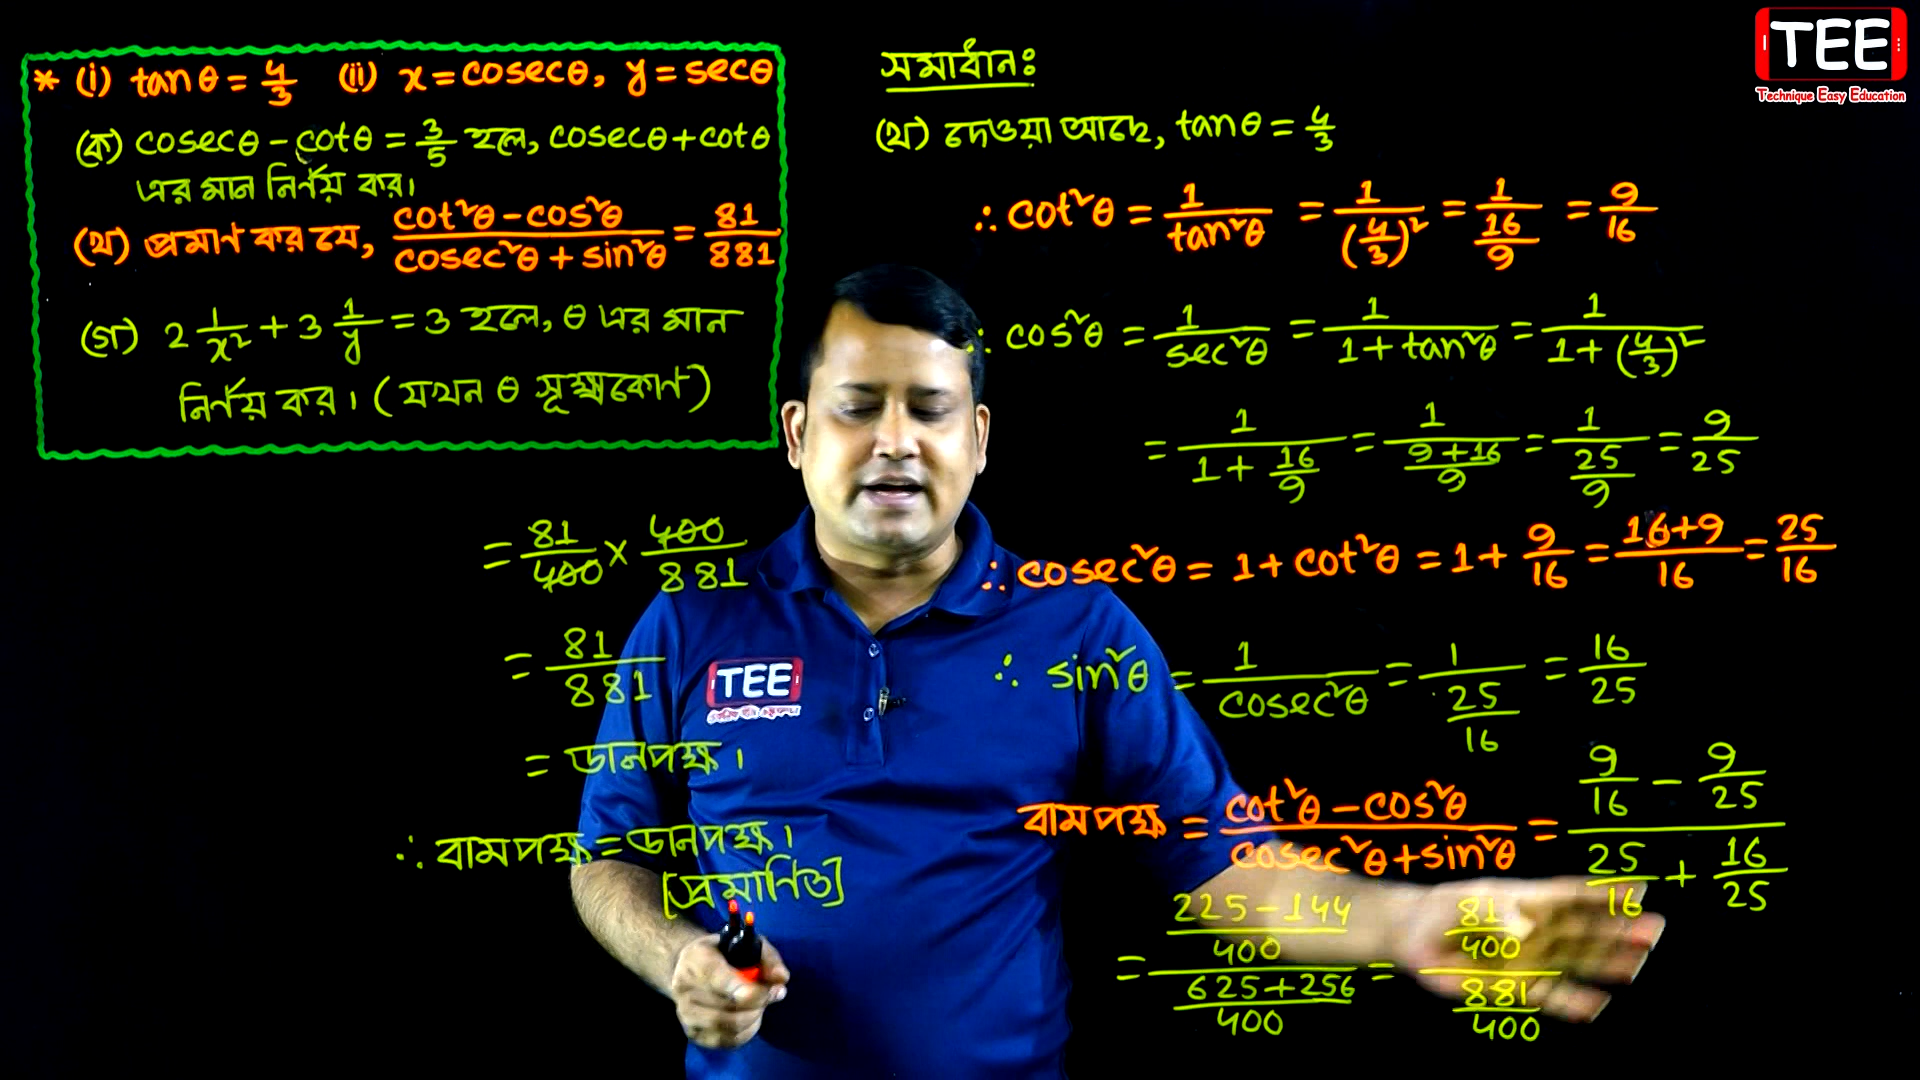 * (i) tanθ = 4/3 (ii) x = cosecθ, y = secθ
(ক) cosecθ - cotθ = 3/5 হলে, cosecθ + cotθ
এর মান নির্ণয় কর।
(খ) প্রমাণ কর যে, (cot²θ - cos²θ)/(cosec²θ + sin²θ) = 81/881
(গ) 2 1/x² + 3 1/y = 3 হলে, θ এর মান
নির্ণয় কর। (যখন θ সূক্ষ্মকোণ)
সমাধানঃ
(খ) দেওয়া আছে, tanθ = 4/3
∴ cot²θ = 1/tan²θ = 1/(4/3)² = 1/(16/9) = 9/16
∴ cos²θ = 1/sec²θ = 1/(1 + tan²θ) = 1/(1 + (4/3)²)
= 1/(1 + 16/9) = 1/((9+16)/9) = 1/(25/9) = 9/25
∴ cosec²θ = 1 + cot²θ = 1 + 9/16 = (16+9)/16 = 25/16
∴ sin²θ = 1/cosec²θ = 1/(25/16) = 16/25
বামপক্ষ = (cot²θ - cos²θ)/(cosec²θ + sin²θ) = (9/16 - 9/25)/(25/16 + 16/25)
= ((225 - 144)/400)/((625 + 256)/400) = (81/400)/(881/400)
= 81/400 × 400/881
= 81/881
= ডানপক্ষ।
∴ বামপক্ষ = ডানপক্ষ।
[প্রমাণিত]
TEE
Technique Easy Education
TEE